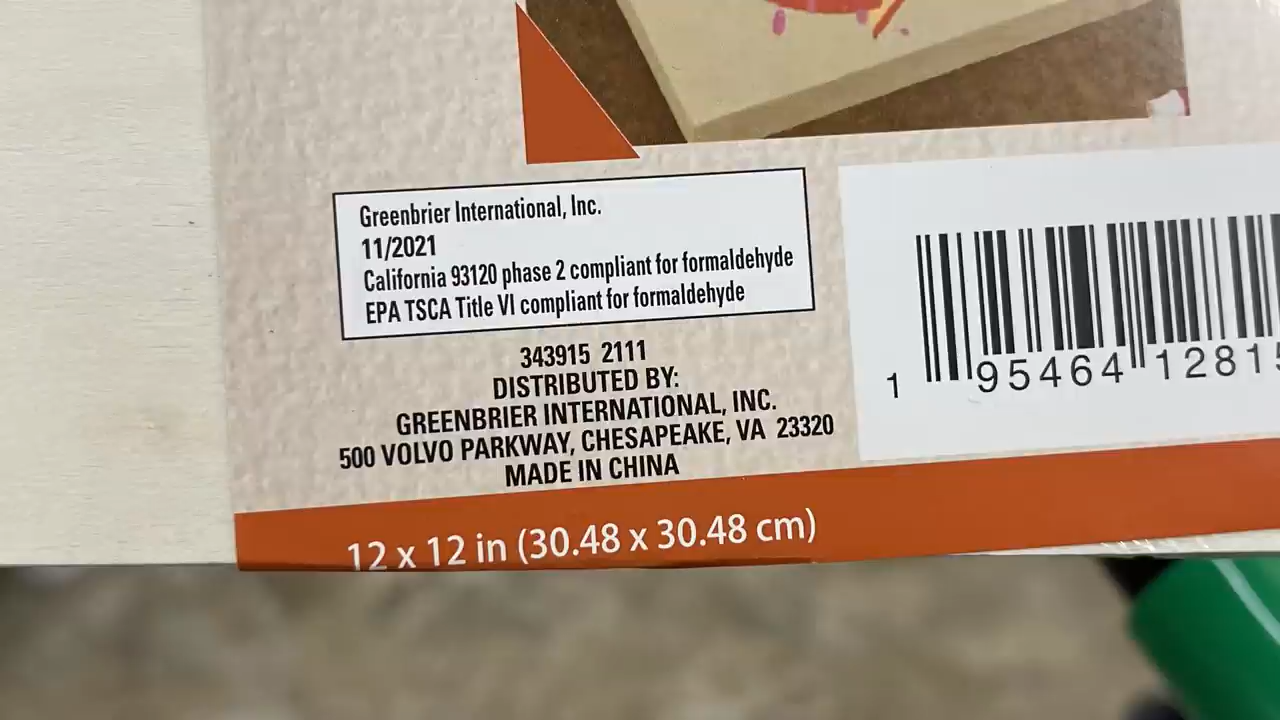 Greenbrier International, Inc.
11/2021
California 93120 phase 2 compliant for formaldehyde
EPA TSCA Title VI compliant for formaldehyde
343915 2111
DISTRIBUTED BY:
GREENBRIER INTERNATIONAL, INC.
500 VOLVO PARKWAY, CHESAPEAKE, VA 23320
MADE IN CHINA
1 95464 12815
12 x 12 in (30.48 x 30.48 cm)